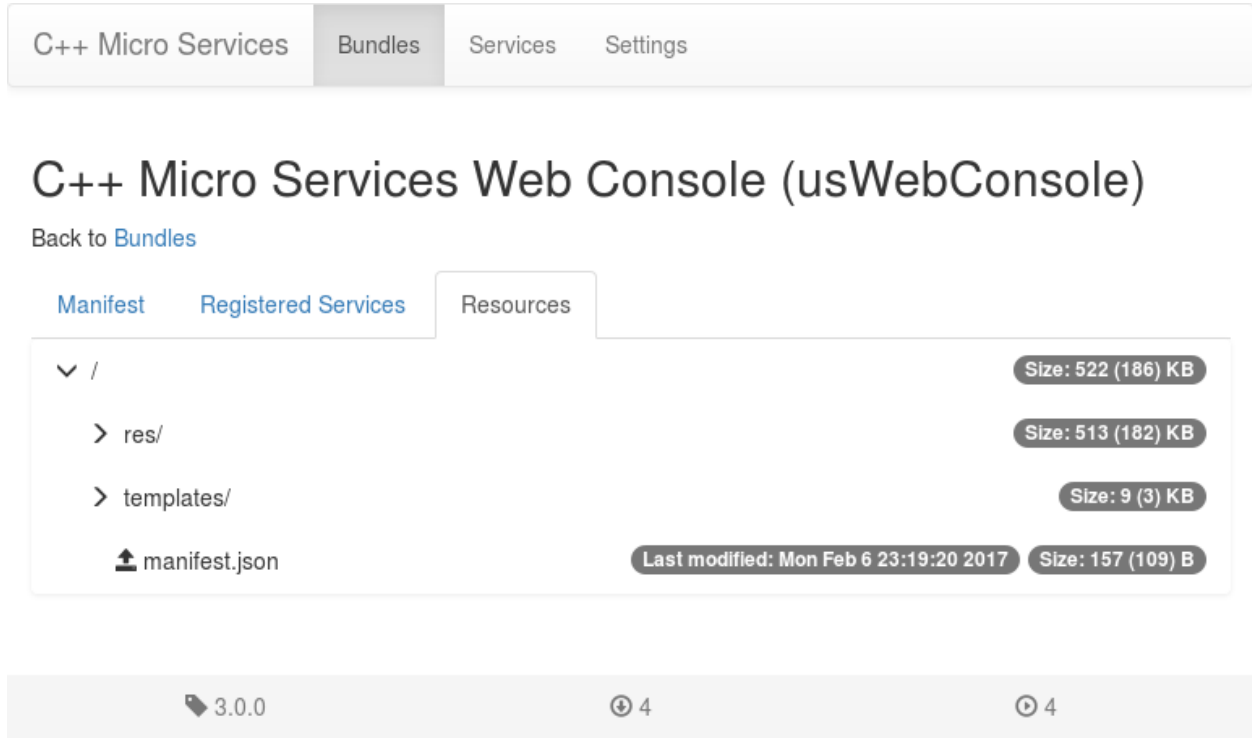 C++ Micro Services Bundles Services Settings
C++ Micro Services Web Console (usWebConsole)
Back to Bundles
Manifest Registered Services Resources
/ Size: 522 (186) KB
res/ Size: 513 (182) KB
templates/ Size: 9 (3) KB
manifest.json Last modified: Mon Feb 6 23:19:20 2017 Size: 157 (109) B
3.0.0 4 4